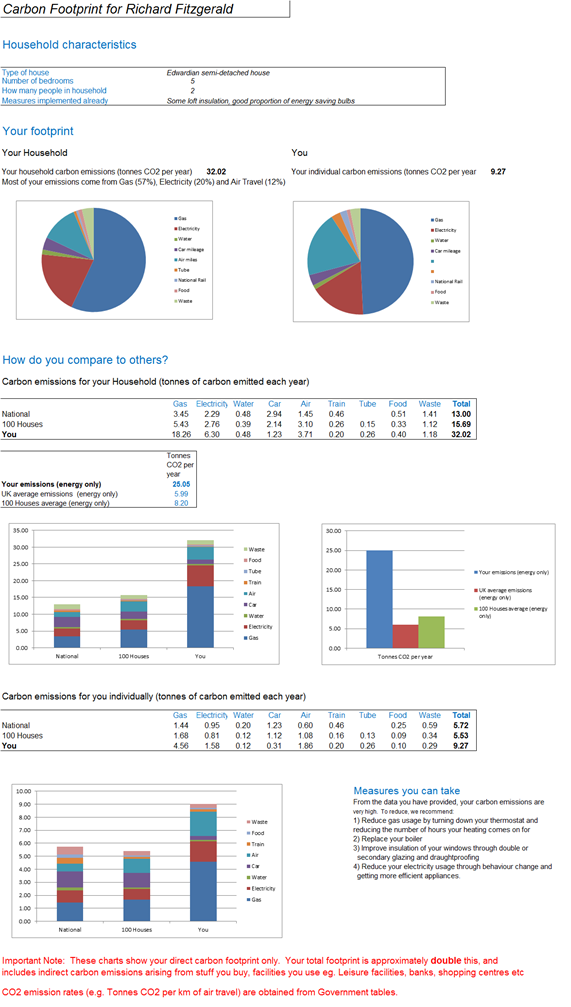 Carbon Footprint for Richard Fitzgerald
Household characteristics
Type of house Edwardian semi-detached house
Number of bedrooms 5
How many people in household 2
Measures implemented already Some loft insulation, good proportion of energy saving bulbs
Your footprint
Your Household You
Your household carbon emissions (tonnes CO2 per year) 32.02 Your individual carbon emissions (tonnes CO2 per year 9.27
Most of your emissions come from Gas (57%), Electricity (20%) and Air Travel (12%)
Gas
Electricity
Water
Car mileage
Air miles
Tube
National Rail
Food
Waste
Gas
Electricity
Water
Car mileage
National Rail
Food
Waste
How do you compare to others?
Carbon emissions for your Household (tonnes of carbon emitted each year)
Gas Electricity Water Car Air Train Tube Food Waste Total
National 3.45 2.29 0.48 2.94 1.45 0.46 0.51 1.41 13.00
100 Houses 5.43 2.76 0.39 2.14 3.10 0.26 0.15 0.33 1.12 15.69
You 18.26 6.30 0.48 1.23 3.71 0.20 0.26 0.40 1.18 32.02
Tonnes
CO2 per
year
Your emissions (energy only) 25.05
UK average emissions (energy only) 5.99
100 Houses average (energy only) 8.20
35.00
30.00
25.00
20.00
15.00
10.00
5.00
0.00
National 100 Houses You
Waste
Food
Tube
Train
Air
Car
Water
Electricity
Gas
30.00
25.00
20.00
15.00
10.00
5.00
0.00
Tonnes CO2 per year
Your emissions (energy only)
UK average emissions
(energy only)
100 Houses average (energy
only)
Carbon emissions for you individually (tonnes of carbon emitted each year)
Gas Electricity Water Car Air Train Tube Food Waste Total
National 1.44 0.95 0.20 1.23 0.60 0.46 0.25 0.59 5.72
100 Houses 1.68 0.81 0.12 1.12 1.08 0.16 0.13 0.09 0.34 5.53
You 4.56 1.58 0.12 0.31 1.86 0.20 0.26 0.10 0.29 9.27
10.00
9.00
8.00
7.00
6.00
5.00
4.00
3.00
2.00
1.00
0.00
National 100 Houses You
Waste
Food
Train
Air
Car
Water
Electricity
Gas
Measures you can take
From the data you have provided, your carbon emissions are
very high. To reduce, we recommend:
1) Reduce gas usage by turning down your thermostat and
reducing the number of hours your heating comes on for
2) Replace your boiler
3) Improve insulation of your windows through double or
secondary glazing and draughtproofing
4) Reduce your electricity usage through behaviour change and
getting more efficient appliances.
Important Note: These charts show your direct carbon footprint only. Your total footprint is approximately double this, and
includes indirect carbon emissions arising from stuff you buy, facilities you use eg. Leisure facilities, banks, shopping centres etc
CO2 emission rates (e.g. Tonnes CO2 per km of air travel) are obtained from Government tables.